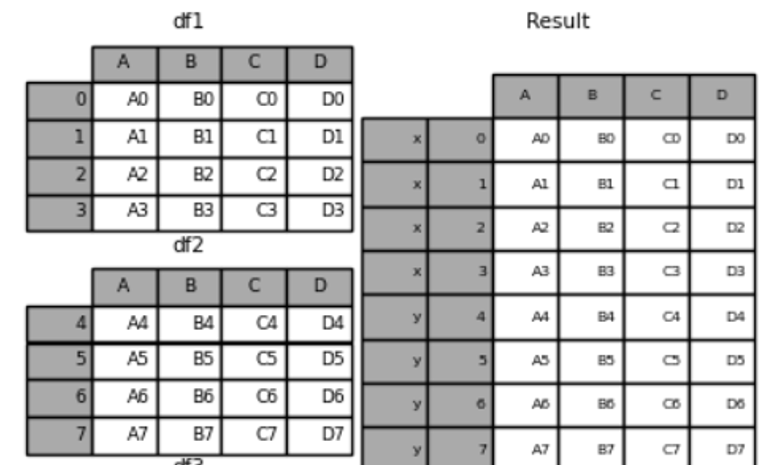 df1
A B C D
0 A0 B0 C0 D0
1 A1 B1 C1 D1
2 A2 B2 C2 D2
3 A3 B3 C3 D3
df2
A B C D
4 A4 B4 C4 D4
5 A5 B5 C5 D5
6 A6 B6 C6 D6
7 A7 B7 C7 D7
df3
Result
A B C D
x 0 A0 B0 C0 D0
x 1 A1 B1 C1 D1
x 2 A2 B2 C2 D2
x 3 A3 B3 C3 D3
y 4 A4 B4 C4 D4
y 5 A5 B5 C5 D5
y 6 A6 B6 C6 D6
y 7 A7 B7 C7 D7